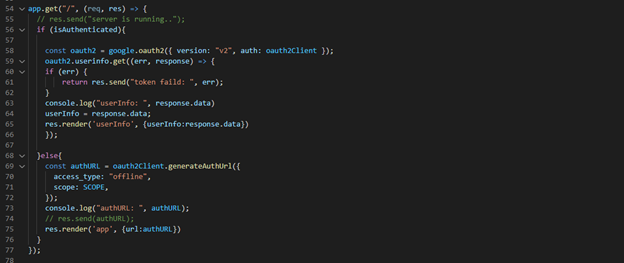 54 app.get("/", (req, res) => {
55 // res.send("server is running..");
56 if (isAuthenticated){
57
58 const oauth2 = google.oauth2({ version: "v2", auth: oauth2Client });
59 oauth2.userinfo.get((err, response) => {
60 if (err) {
61 return res.send("token faild: ", err);
62 }
63 console.log("userInfo: ", response.data)
64 userInfo = response.data;
65 res.render('userInfo', {userInfo:response.data})
66 });
67
68 }else{
69 const authURL = oauth2Client.generateAuthUrl({
70 access_type: "offline",
71 scope: SCOPE,
72 });
73 console.log("authURL: ", authURL);
74 // res.send(authURL);
75 res.render('app', {url:authURL})
76 }
77 });
78